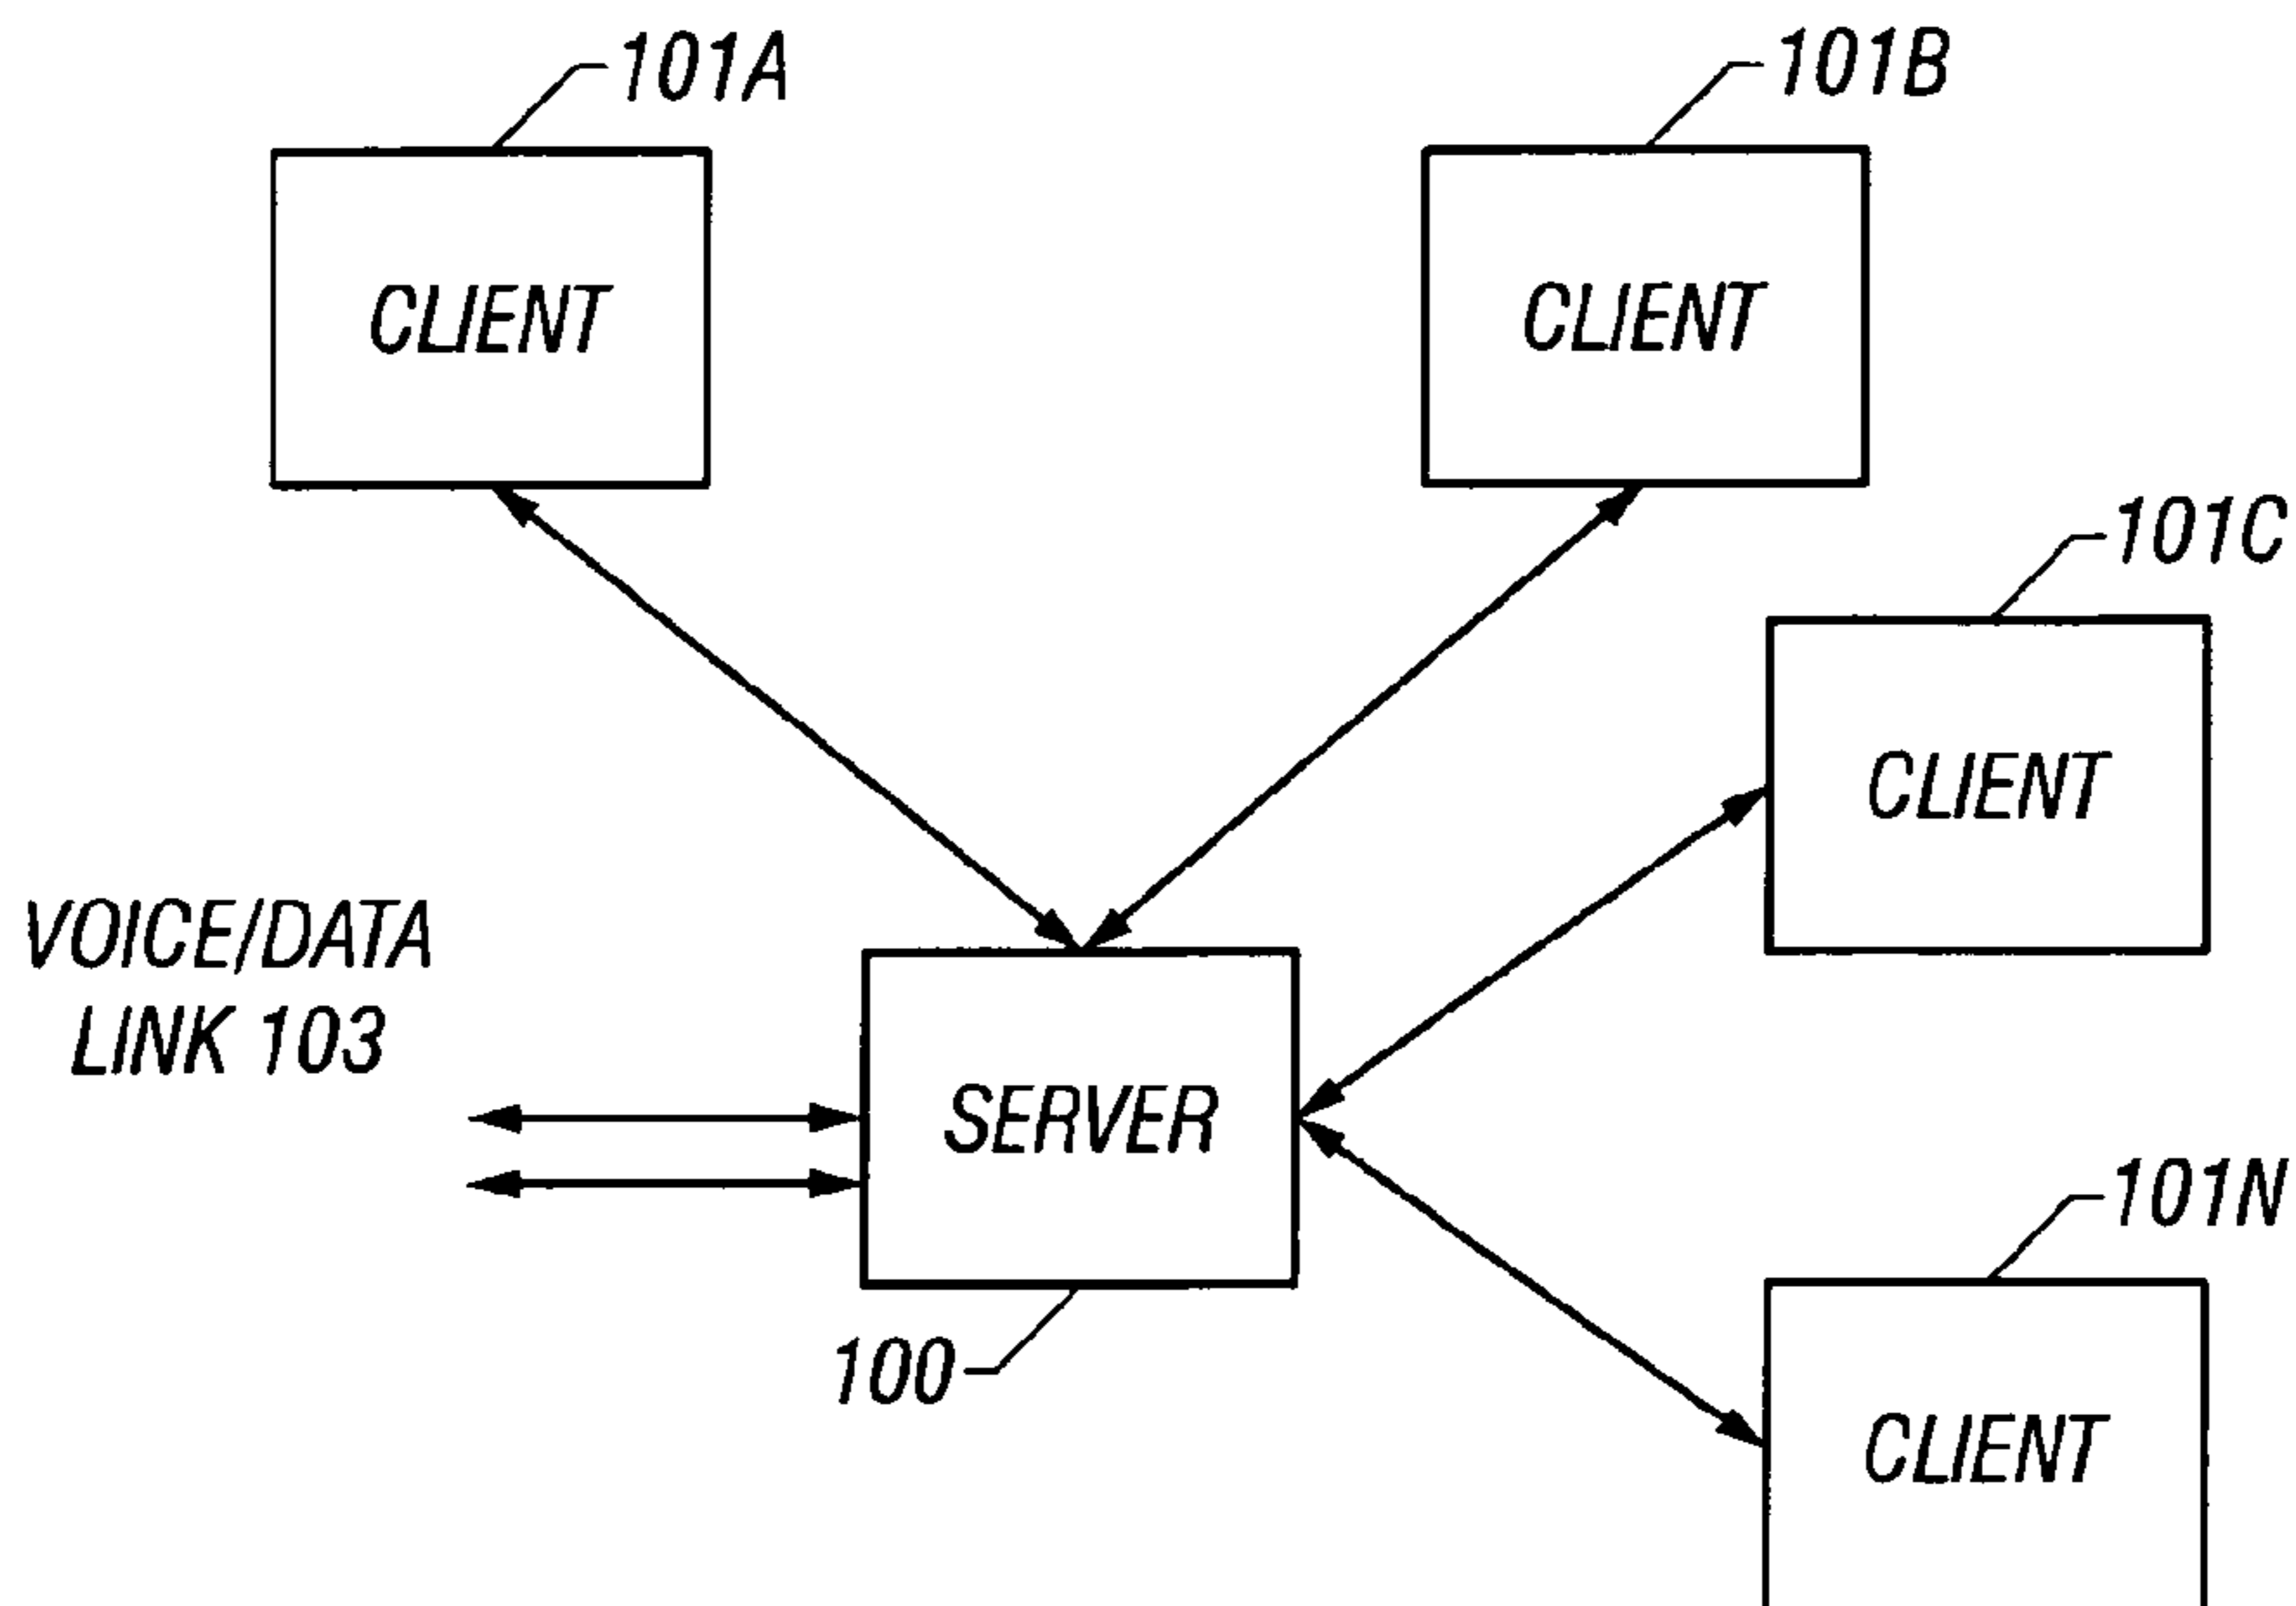 101A
101B
CLIENT
CLIENT
101C
CLIENT
VOICE/DATA
LINK 103
SERVER
101N
100
CLIENT